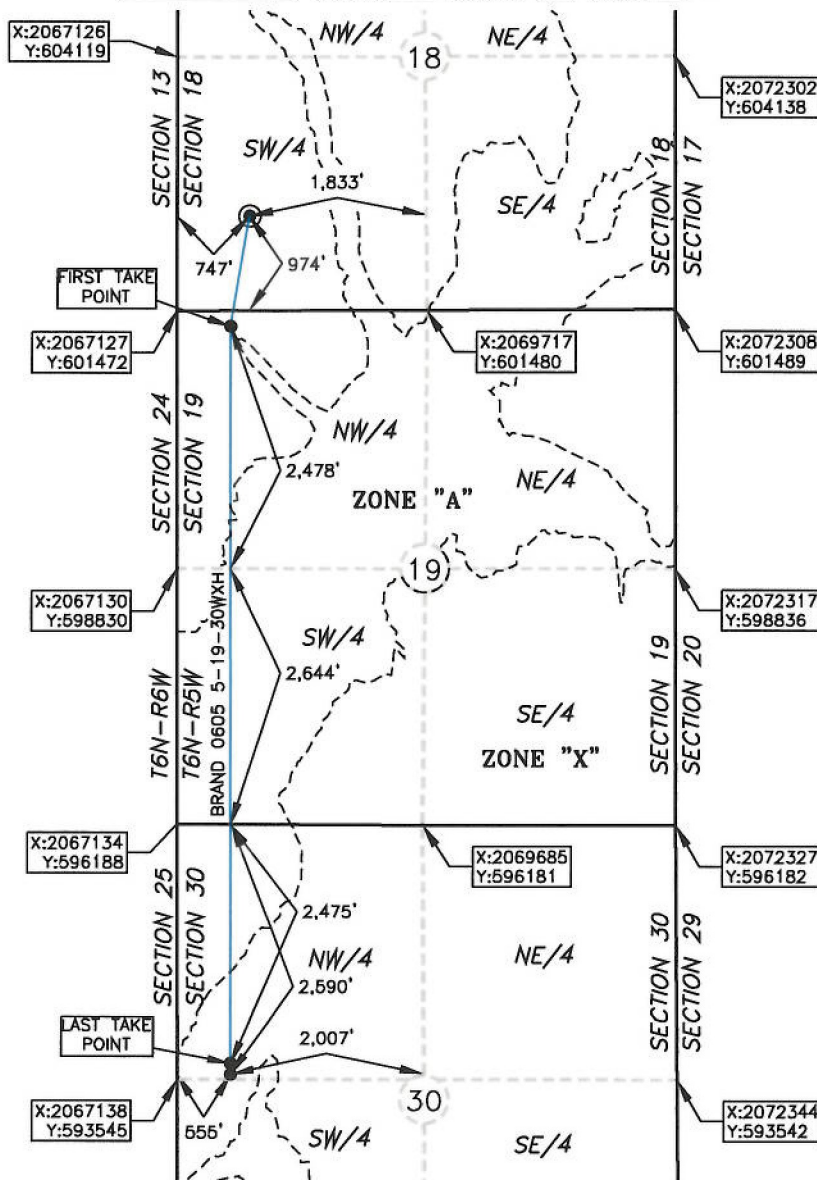 X:2067126
Y:604119
NW/4
18
NE/4
X:2072302
Y:604138
SECTION 13
SECTION 18
SW/4
1,833'
SE/4
SECTION 18
SECTION 17
747'
974'
FIRST TAKE
POINT
X:2067127
Y:601472
X:2069717
Y:601480
X:2072308
Y:601489
SECTION 24
SECTION 19
NW/4
2,478'
ZONE "A"
NE/4
19
X:2067130
Y:598830
X:2072317
Y:598836
T6N-R6W
T6N-R5W
BRAND 0605 5-19-30WXH
SW/4
2,644'
SE/4
ZONE "X"
SECTION 19
SECTION 20
X:2067134
Y:596188
X:2069685
Y:596181
X:2072327
Y:596182
SECTION 25
SECTION 30
2,475'
NW/4
NE/4
2,590'
SECTION 30
SECTION 29
LAST TAKE
POINT
2,007'
X:2067138
Y:593545
555'
30
X:2072344
Y:593542
SW/4
SE/4